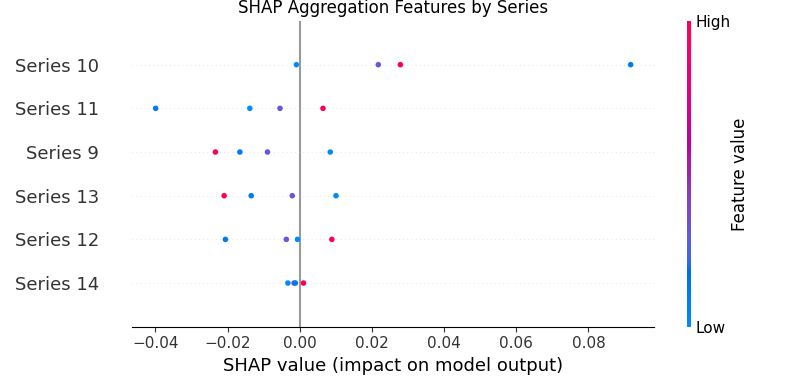 SHAP Aggregation Features by Series
High
Series 10
Series 11
Series 9
Series 13
Series 12
Series 14
Feature value
Low
−0.04 −0.02 0.00 0.02 0.04 0.06 0.08
SHAP value (impact on model output)